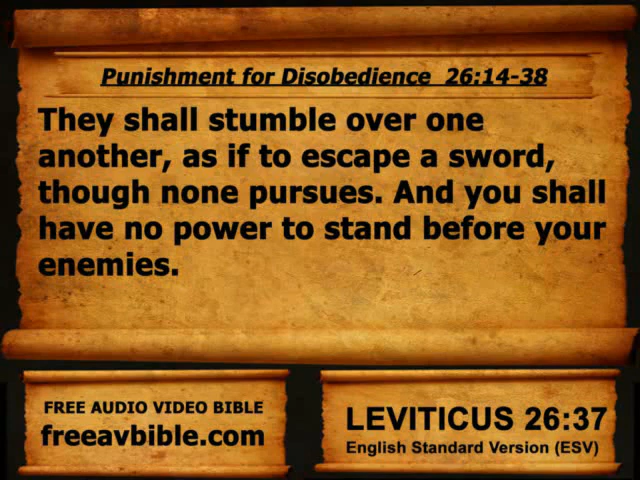 Punishment for Disobedience  26:14-38
They shall stumble over one
another, as if to escape a sword,
though none pursues. And you shall
have no power to stand before your
enemies.
FREE AUDIO VIDEO BIBLE
freeavbible.com
LEVITICUS 26:37
English Standard Version (ESV)